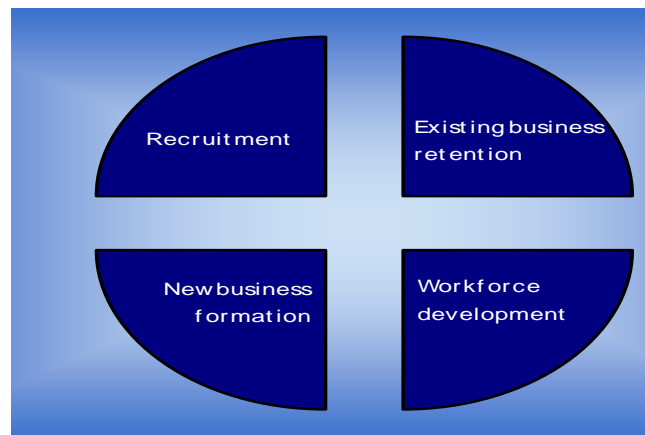 Recruitment
Existing business
retention
New business
formation
Workforce
development